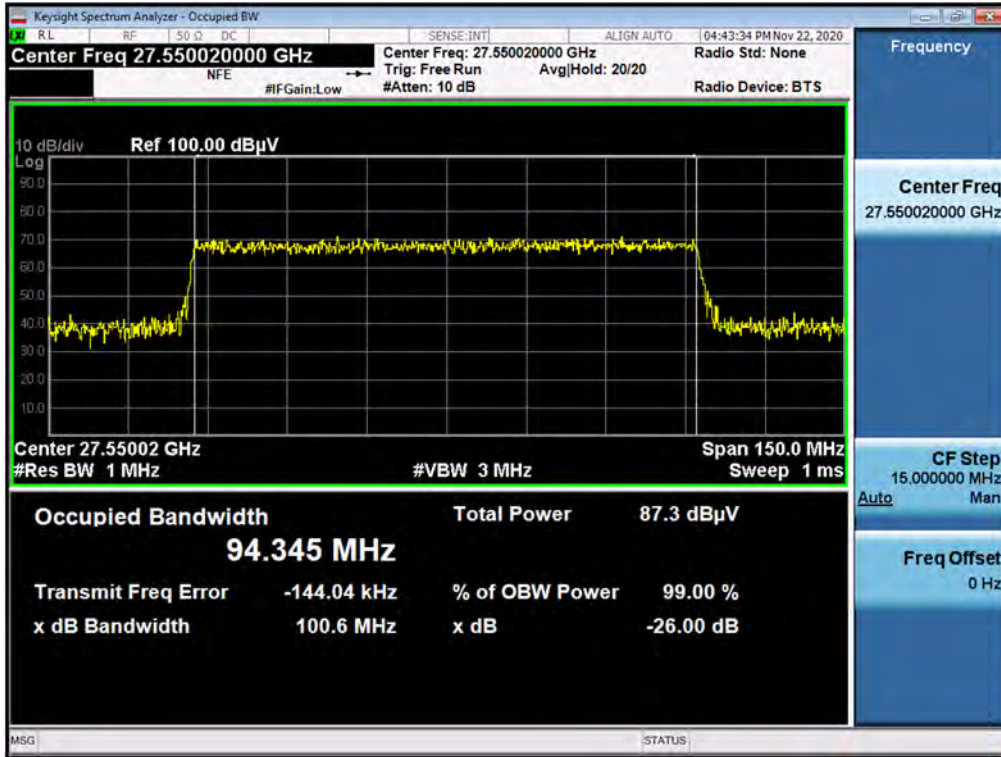 Keysight Spectrum Analyzer - Occupied BW
LXI RL RF 50 Ω DC SENSE:INT ALIGN AUTO 04:43:34 PM Nov 22, 2020
Center Freq 27.550020000 GHz
NFE
#IFGain:Low
Center Freq: 27.550020000 GHz
Trig: Free Run Avg|Hold: 20/20
#Atten: 10 dB
Radio Std: None
Radio Device: BTS
10 dB/div Ref 100.00 dBµV
Log
90.0
80.0
70.0
60.0
50.0
40.0
30.0
20.0
10.0
Center 27.55002 GHz Span 150.0 MHz
#Res BW 1 MHz #VBW 3 MHz Sweep 1 ms
Occupied Bandwidth Total Power 87.3 dBµV
94.345 MHz
Transmit Freq Error -144.04 kHz % of OBW Power 99.00 %
x dB Bandwidth 100.6 MHz x dB -26.00 dB
MSG STATUS
Frequency
Center Freq
27.550020000 GHz
CF Step
15.000000 MHz
Auto Man
Freq Offset
0 Hz